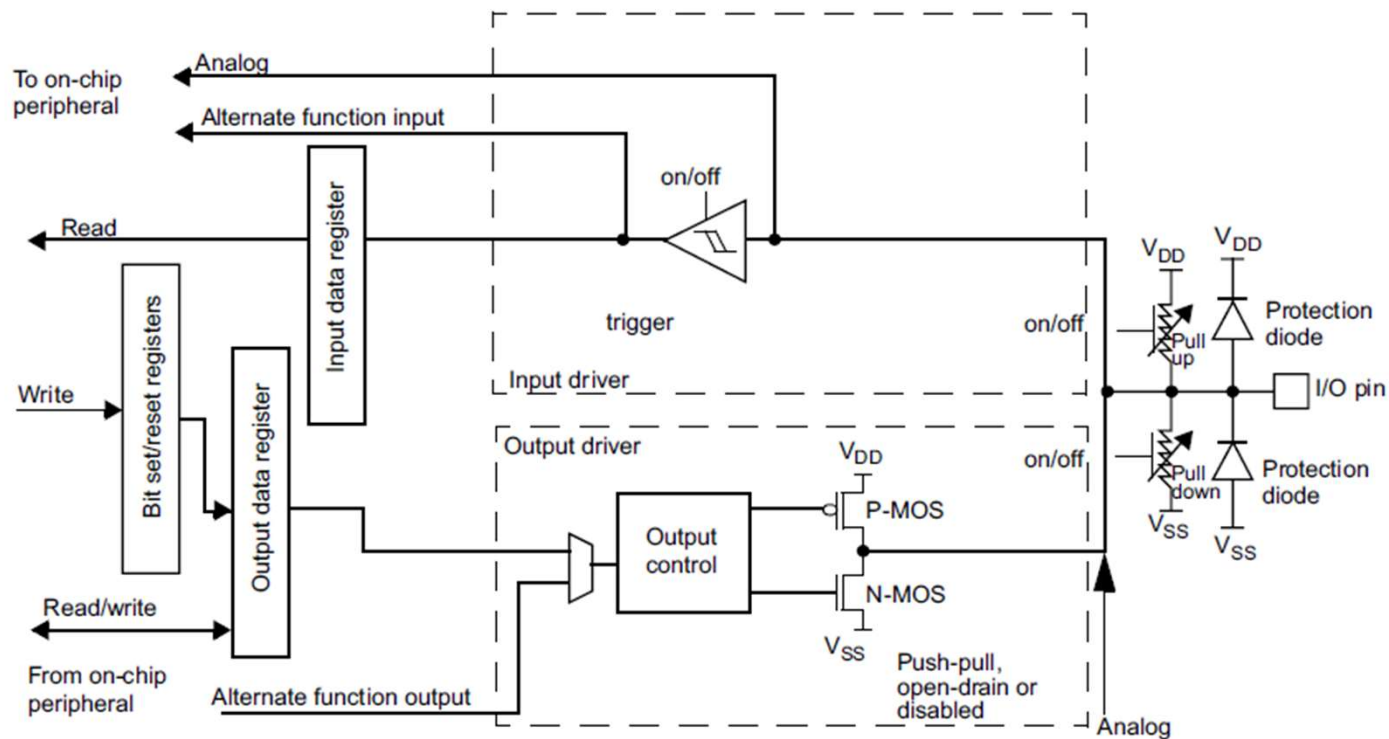 Analog
To on-chip
peripheral
Alternate function input
on/off
Read
Input data register
trigger
Input driver
VDD
VDD
on/off
Pull
up
Protection
diode
I/O pin
Write
Bit set/reset registers
Output data register
Output driver
VDD
P-MOS
Output
control
N-MOS
VSS
on/off
Pull
down
VSS
Protection
diode
VSS
Read/write
From on-chip
peripheral
Alternate function output
Push-pull,
open-drain or
disabled
Analog